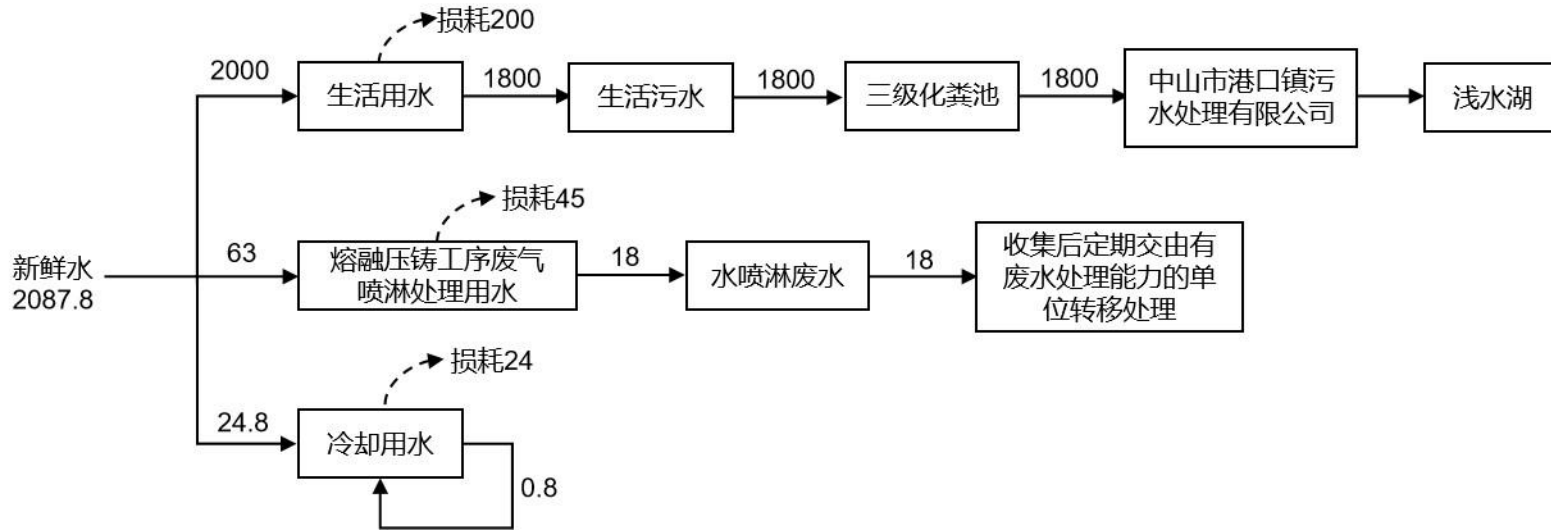 损耗200
2000
生活用水
1800
生活污水
1800
三级化粪池
1800
中山市港口镇污
水处理有限公司
浅水湖
损耗45
新鲜水
2087.8
63
熔融压铸工序废气
喷淋处理用水
18
水喷淋废水
18
收集后定期交由有
废水处理能力的单
位转移处理
损耗24
24.8
冷却用水
0.8